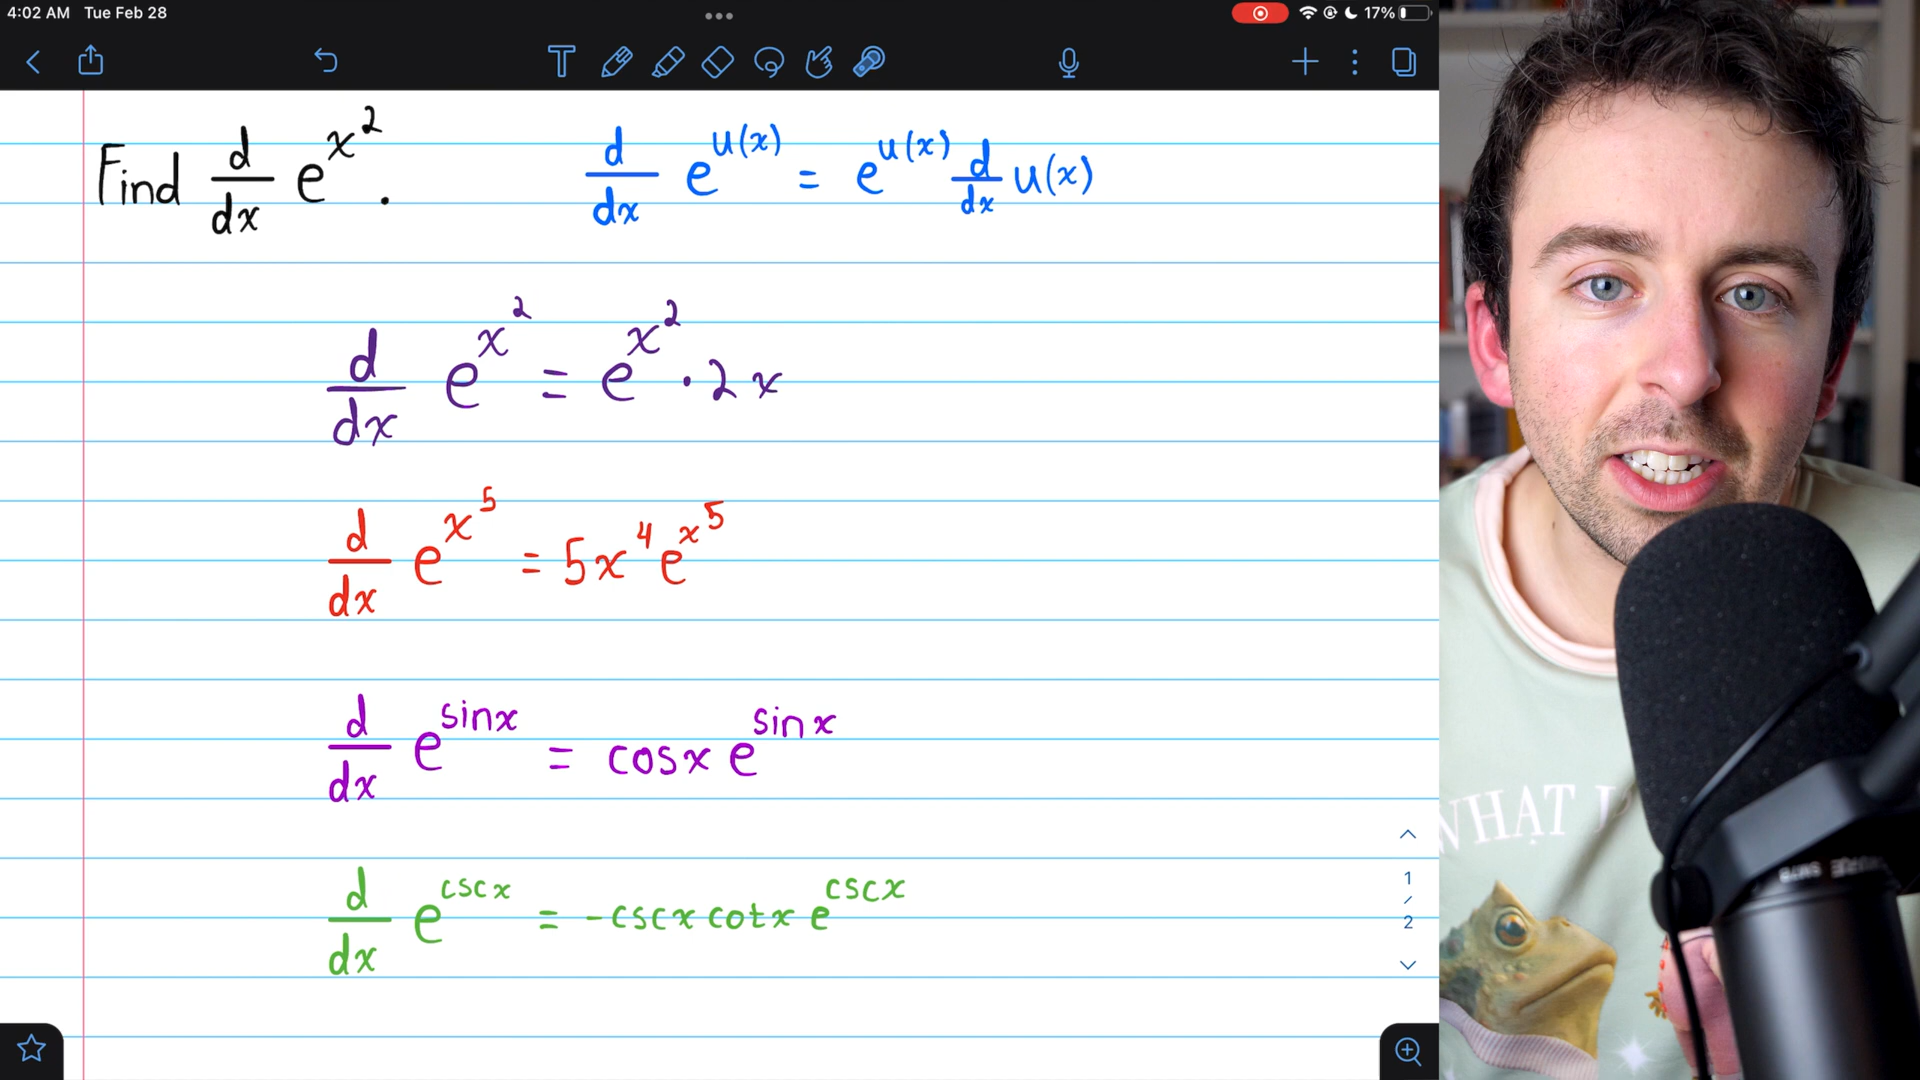 4:02 AM Tue Feb 28
17%
Find d/dx e^{x^2}.
d/dx e^{u(x)} = e^{u(x)} d/dx u(x)
d/dx e^{x^2} = e^{x^2} · 2x
d/dx e^{x^5} = 5x^4 e^{x^5}
d/dx e^{sinx} = cosx e^{sinx}
d/dx e^{cscx} = -cscx cotx e^{cscx}
1
/
2
WHAT